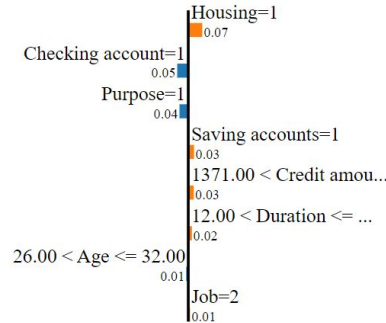 Housing=1
0.07
Checking account=1
0.05
Purpose=1
0.04
Saving accounts=1
0.03
1371.00 < Credit amou...
0.03
12.00 < Duration <= ...
0.02
26.00 < Age <= 32.00
0.01
Job=2
0.01